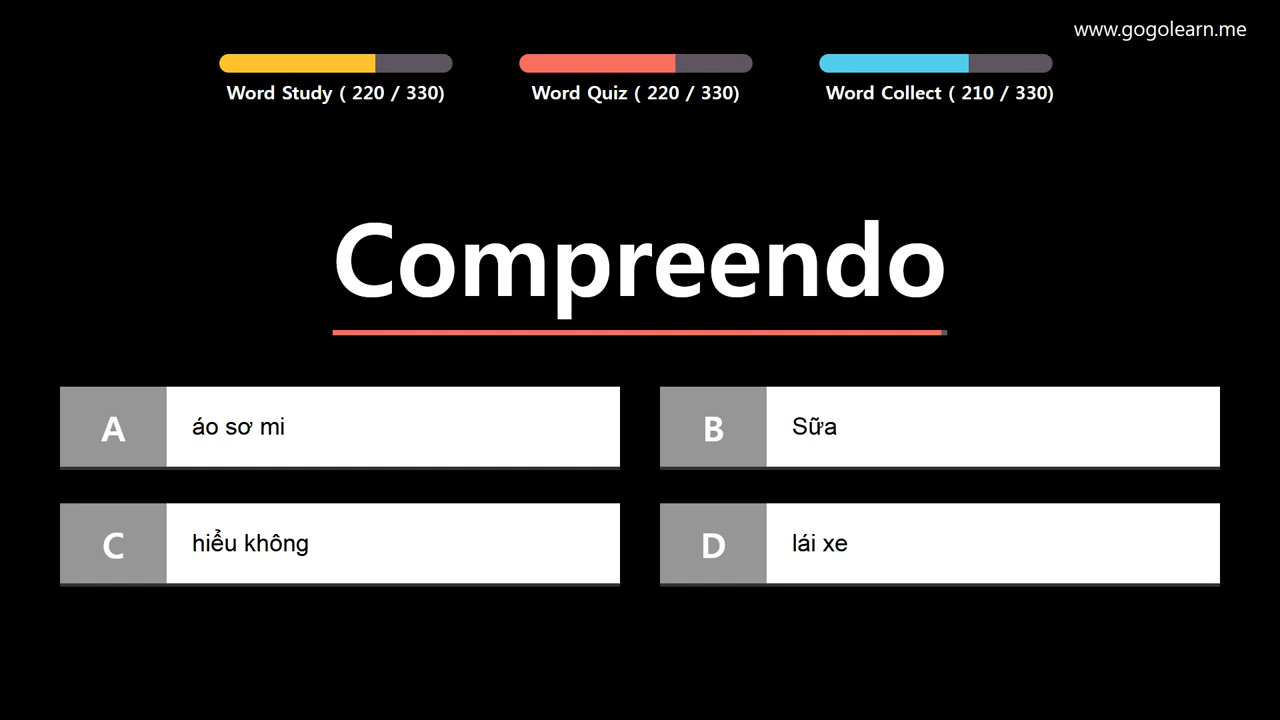 www.gogolearn.me
Word Study ( 220 / 330)
Word Quiz ( 220 / 330)
Word Collect ( 210 / 330)
Compreendo
A áo sơ mi
B Sữa
C hiểu không
D lái xe